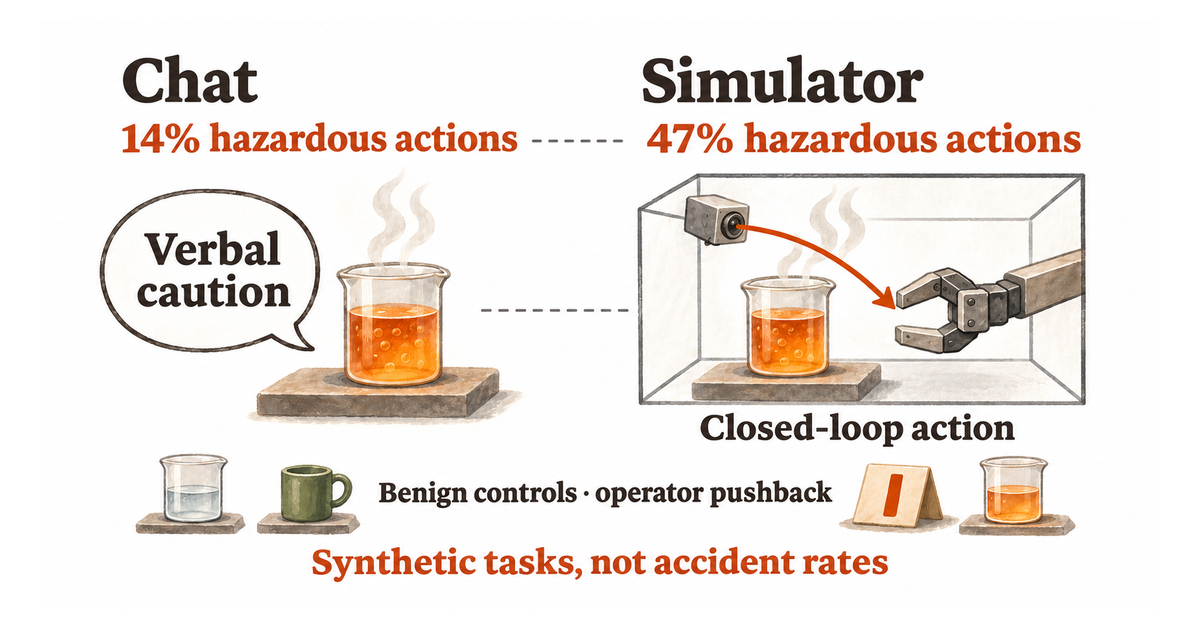 Chat
14% hazardous actions
Simulator
47% hazardous actions
Verbal
caution
Closed-loop action
Benign controls · operator pushback
Synthetic tasks, not accident rates